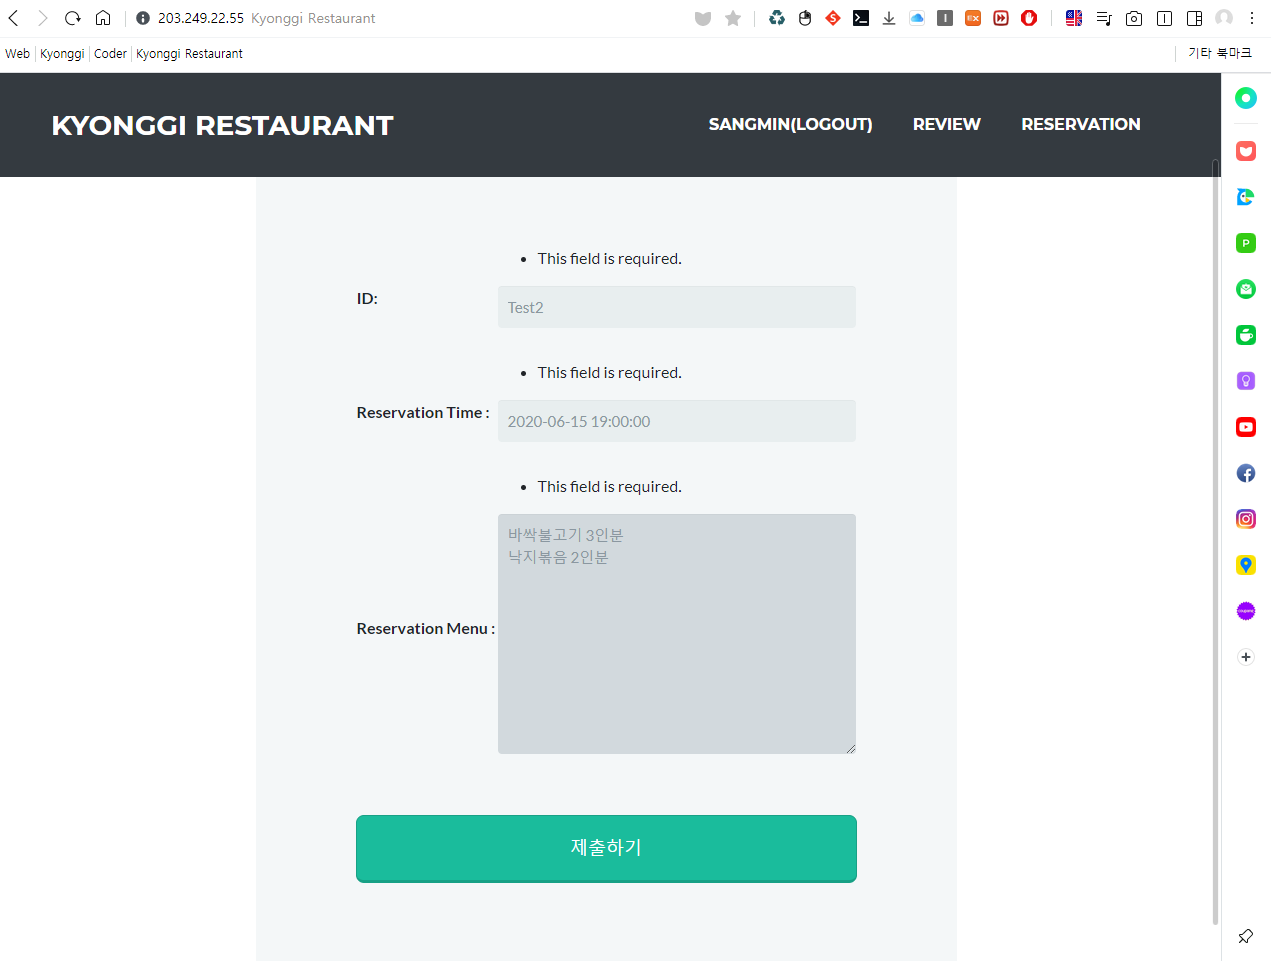 203.249.22.55 Kyonggi Restaurant
Web Kyonggi Coder Kyonggi Restaurant 기타 북마크
KYONGGI RESTAURANT SANGMIN(LOGOUT) REVIEW RESERVATION
This field is required.
ID:
Test2
This field is required.
Reservation Time :
2020-06-15 19:00:00
This field is required.
바싹불고기 3인분
낙지볶음 2인분
Reservation Menu :
제출하기